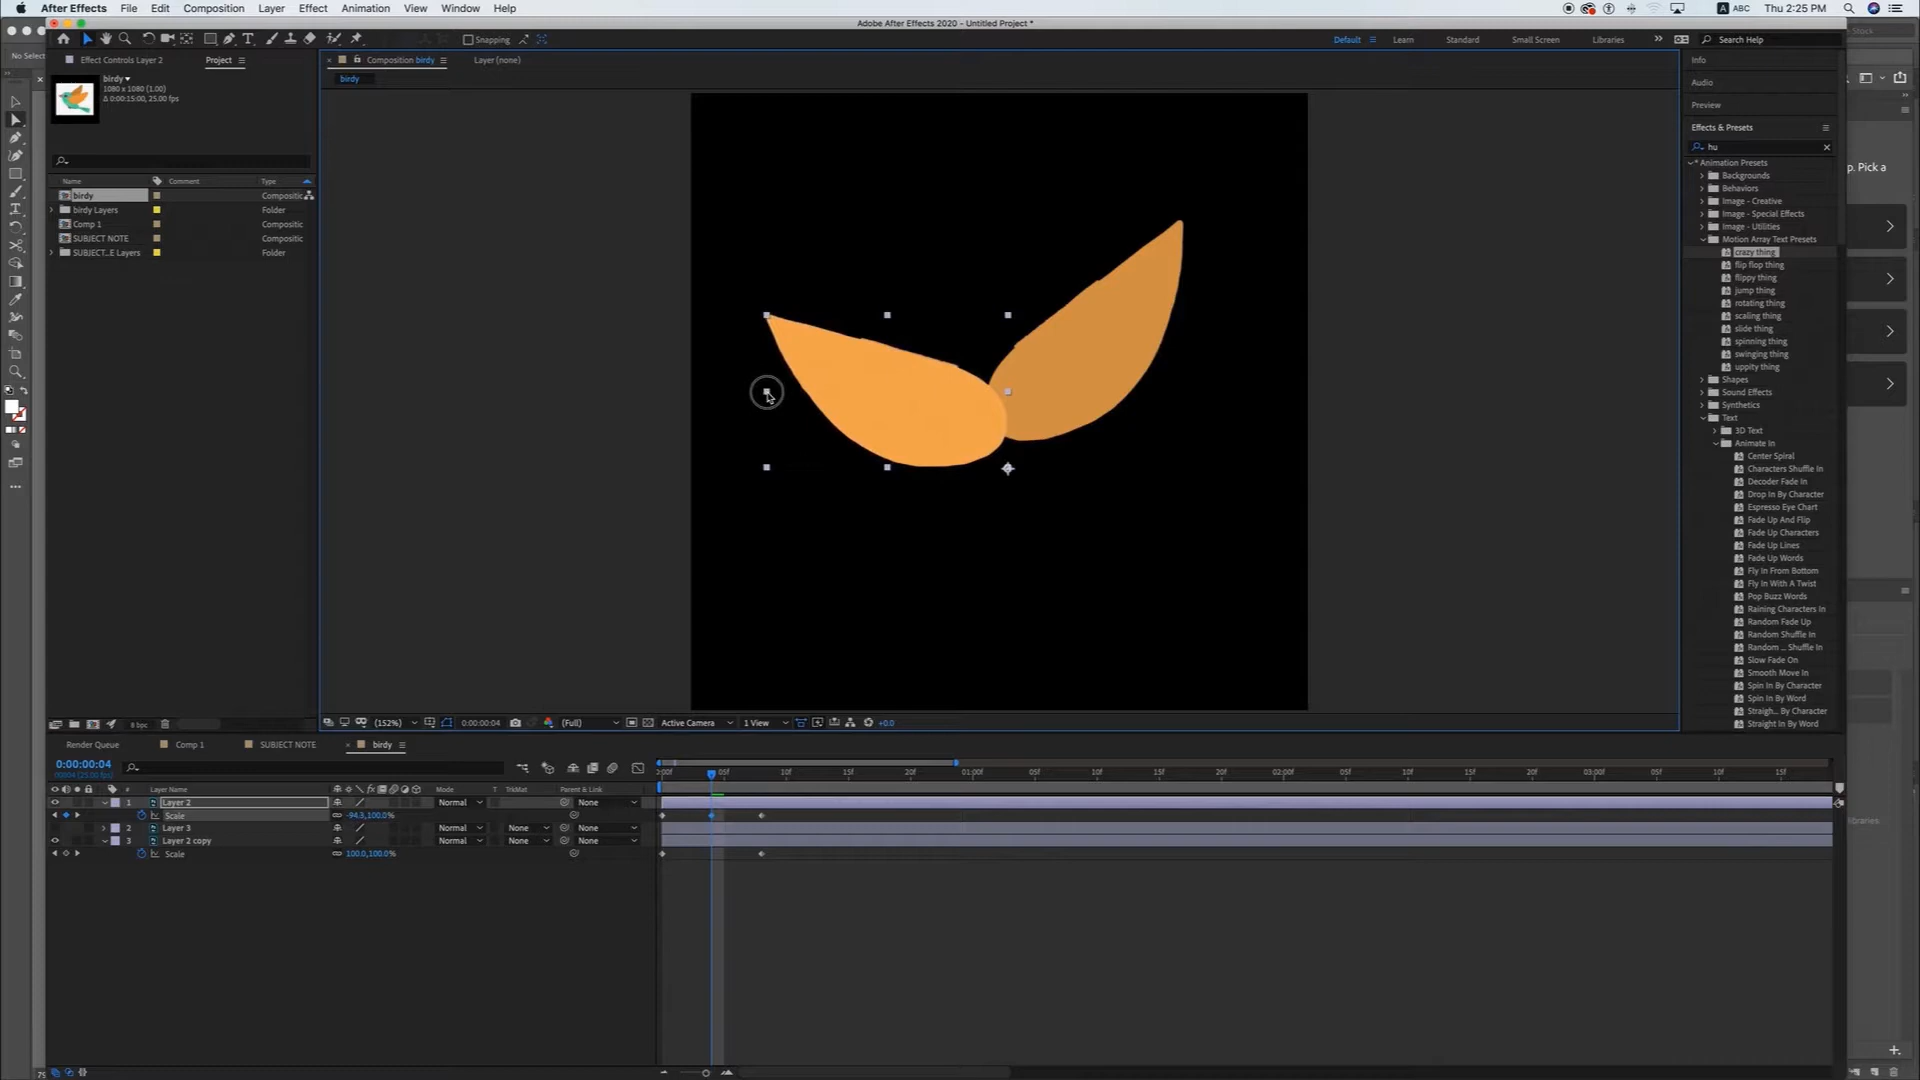 After Effects File Edit Composition Layer Effect Animation View Window Help ABC Thu 2:25 PM
Adobe After Effects 2020 - Untitled Project *
No Selec Snapping Default Learn Standard Small Screen Libraries Search Help
Effect Controls Layer 2 Project Composition birdy Layer (none) Info
birdy
birdy
1080 x 1080 (1.00)
Δ 0:00:15:00, 25.00 fps
Audio
Preview
Effects & Presets
hu
Name Comment Type
birdy Compositic
birdy Layers Folder
Comp 1 Compositic
SUBJECT NOTE Compositic
SUBJECT...E Layers Folder
* Animation Presets
Backgrounds
Behaviors
Image - Creative
Image - Special Effects
Image - Utilities
Motion Array Text Presets
crazy thing
flip flop thing
flippy thing
jump thing
rotating thing
scaling thing
slide thing
spinning thing
swinging thing
uppity thing
Shapes
Sound Effects
Synthetics
Text
3D Text
Animate In
Center Spiral
Characters Shuffle In
Decoder Fade In
Drop In By Character
Espresso Eye Chart
Fade Up And Flip
Fade Up Characters
Fade Up Lines
Fade Up Words
Fly In From Bottom
Fly In With A Twist
Pop Buzz Words
Raining Characters In
Random Fade Up
Random Shuffle In
Random ... Shuffle In
Slow Fade On
Smooth Move In
Spin In By Character
Spin In By Word
Straigh... By Character
Straight In By Word
p. Pick a
8 bpc (152%) 0:00:00:04 (Full) Active Camera 1 View +0.0
Render Queue Comp 1 SUBJECT NOTE birdy
0:00:00:04
00004 (25.00 fps)
05f 10f 15f 20f 01:00f 05f 10f 15f 20f 02:00f 05f 10f 15f 20f 03:00f 05f 10f 15f
# Layer Name Mode T TrkMat Parent & Link
1 Layer 2 Normal None
Scale -94.3,100.0%
2 Layer 3 Normal None None
3 Layer 2 copy Normal None None
Scale 100.0,100.0%